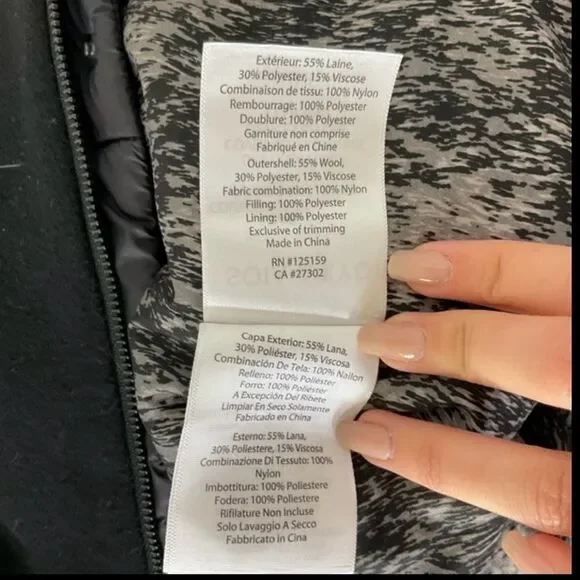 Extérieur: 55% Laine,
30% Polyester, 15% Viscose
Combinaison de tissu: 100% Nylon
Rembourrage: 100% Polyester
Doublure: 100% Polyester
Garniture non comprise
Fabriqué en Chine
Outershell: 55% Wool,
30% Polyester, 15% Viscose
Fabric combination: 100% Nylon
Filling: 100% Polyester
Lining: 100% Polyester
Exclusive of trimming
Made in China
RN #125159
CA #27302
Capa Exterior: 55% Lana,
30% Poliéster, 15% Viscosa
Combinación De Tela: 100% Nailon
Relleno: 100% Poliéster
Forro: 100% Poliéster
A Excepción Del Ribete
Limpiar En Seco Solamente
Fabricado en China
Esterno: 55% Lana,
30% Poliestere, 15% Viscosa
Combinazione Di Tessuto: 100%
Nylon
Imbottitura: 100% Poliestere
Fodera: 100% Poliestere
Rifilature Non Incluse
Solo Lavaggio A Secco
Fabbricato in Cina